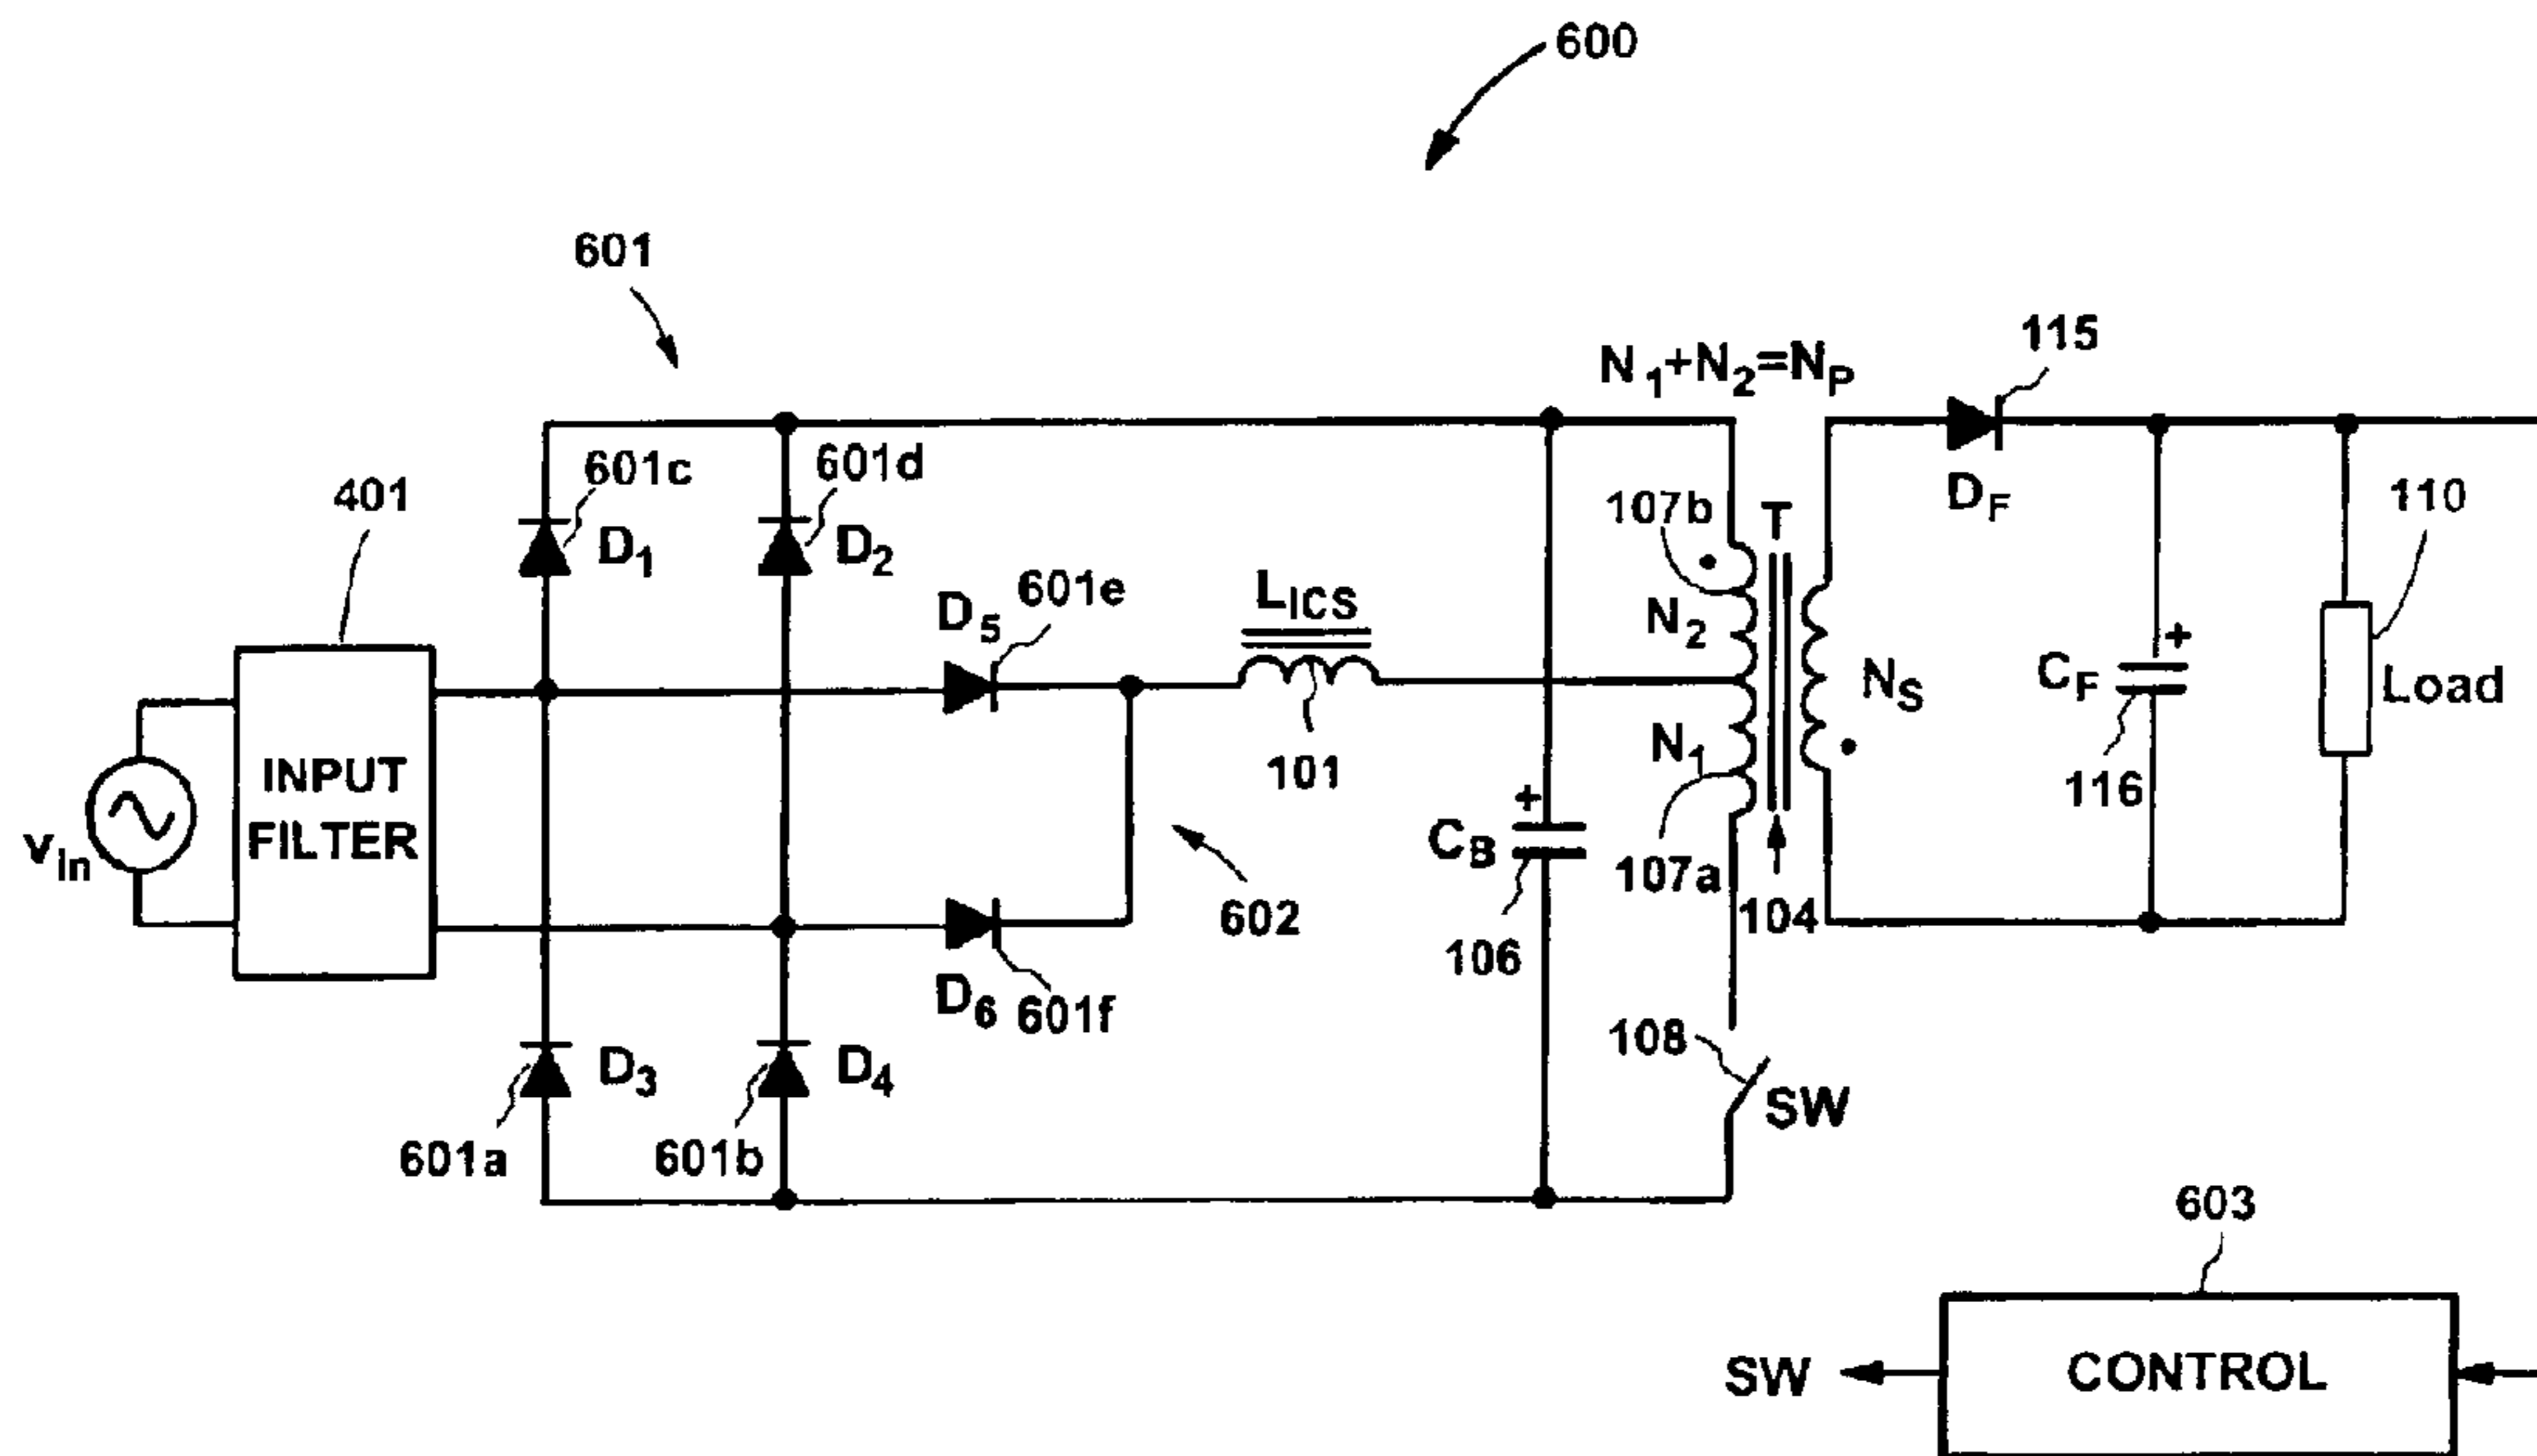 600
601
N1+N2=NP
115
401
601c
601d
D1
D2
107b
T
DF
110
D5
601e
LICS
N2
NS
CF
+
Load
INPUT
FILTER
vin
101
N1
+
CB
106
107a
104
116
602
D6
601f
108
SW
D3
D4
601a
601b
603
SW
CONTROL